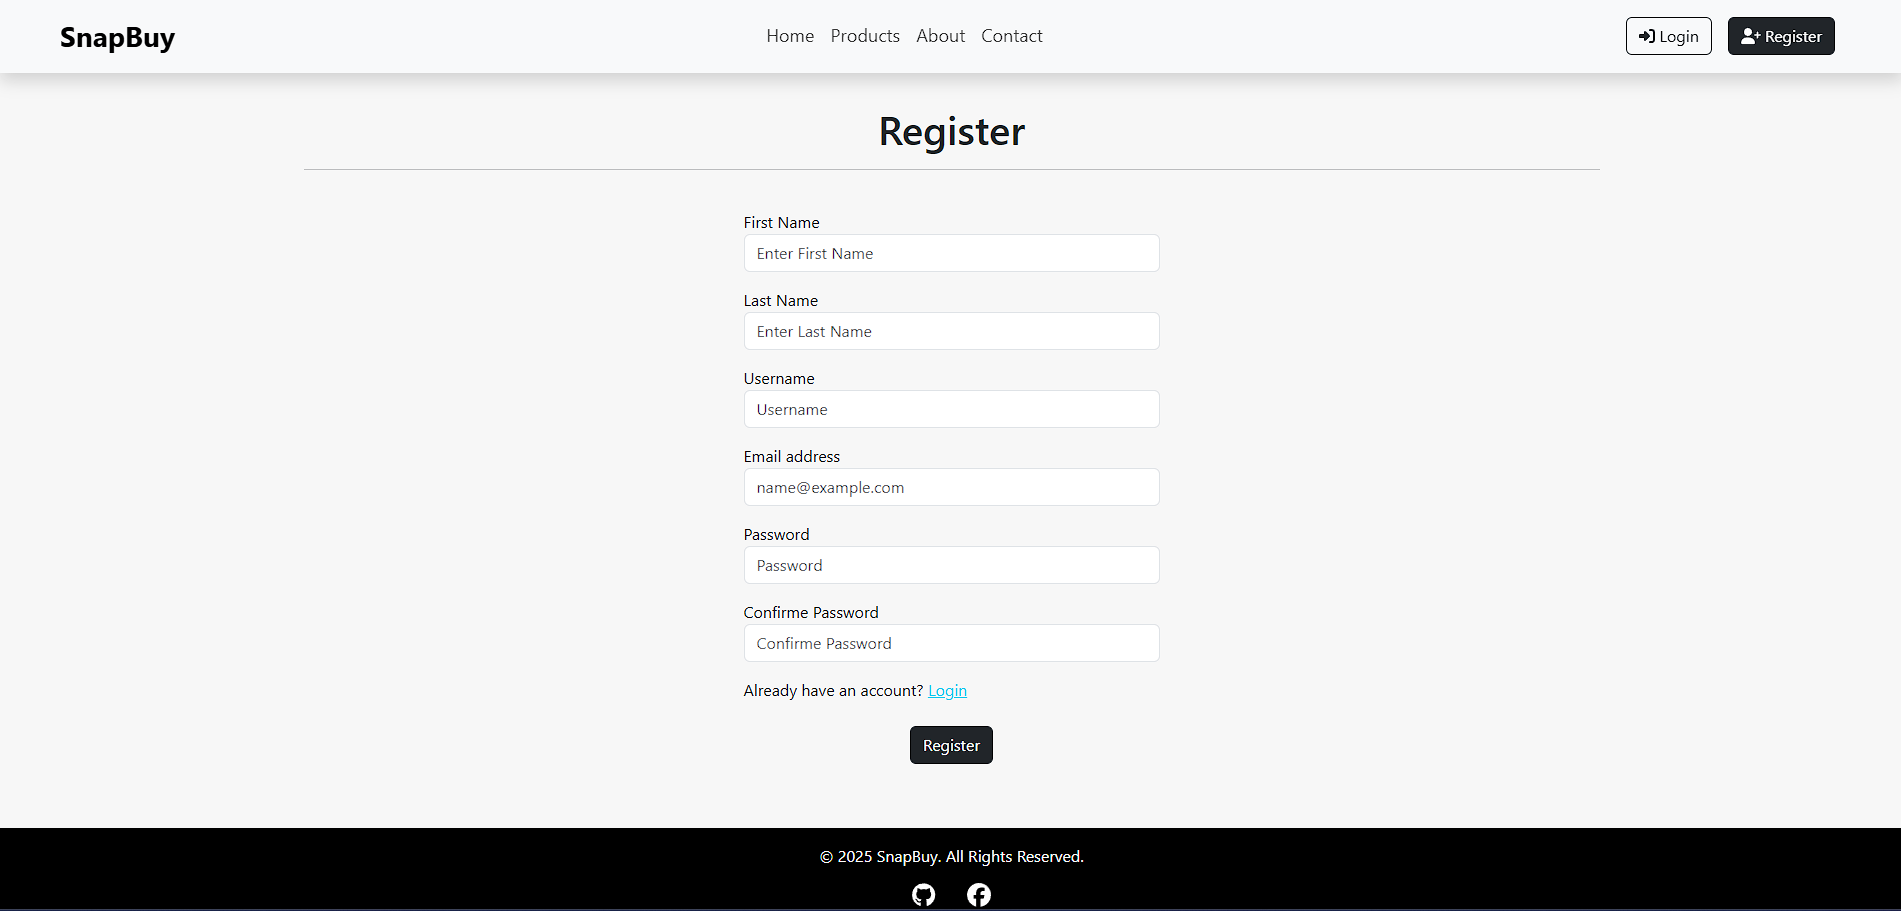 SnapBuy
Home Products About Contact
Login
Register
Register
First Name
Enter First Name
Last Name
Enter Last Name
Username
Username
Email address
name@example.com
Password
Password
Confirme Password
Confirme Password
Already have an account? Login
Register
© 2025 SnapBuy. All Rights Reserved.